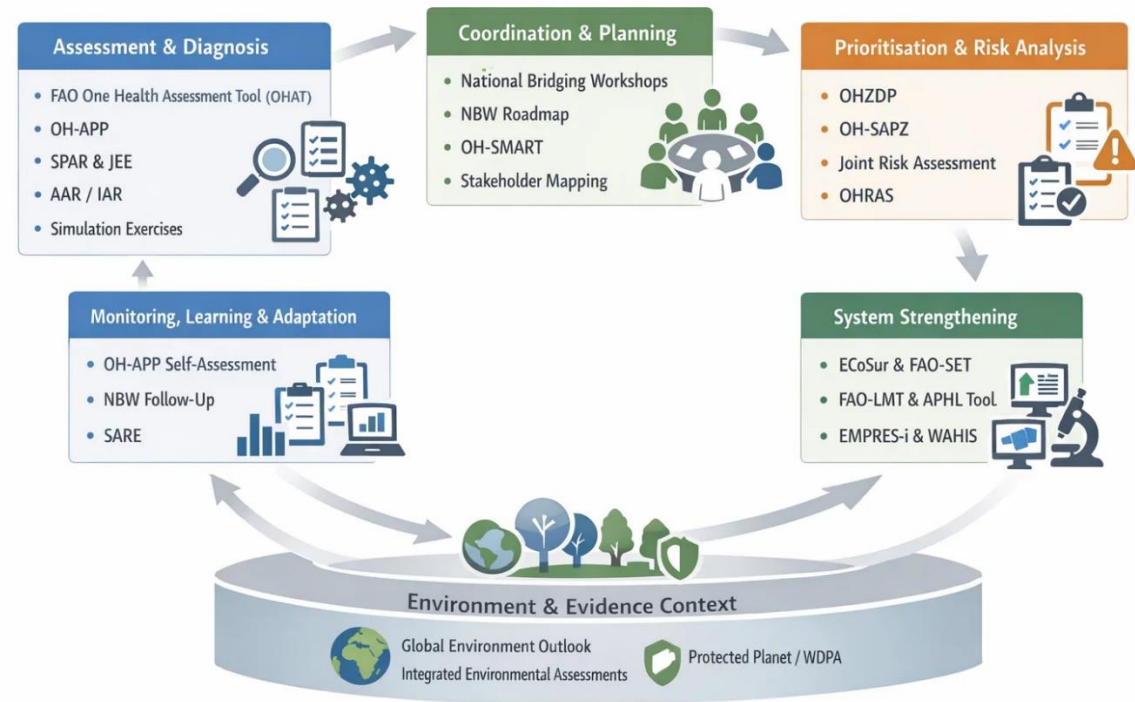 Assessment & Diagnosis
FAO One Health Assessment Tool (OHAT)
OH-APP
SPAR & JEE
AAR / IAR
Simulation Exercises
Coordination & Planning
National Bridging Workshops
NBW Roadmap
OH-SMART
Stakeholder Mapping
Prioritisation & Risk Analysis
OHZDP
OH-SAPZ
Joint Risk Assessment
OHRAS
Monitoring, Learning & Adaptation
OH-APP Self-Assessment
NBW Follow-Up
SARE
System Strengthening
ECoSur & FAO-SET
FAO-LMT & APHL Tool
EMPRES-i & WAHIS
Environment & Evidence Context
Global Environment Outlook
Integrated Environmental Assessments
Protected Planet / WDPA